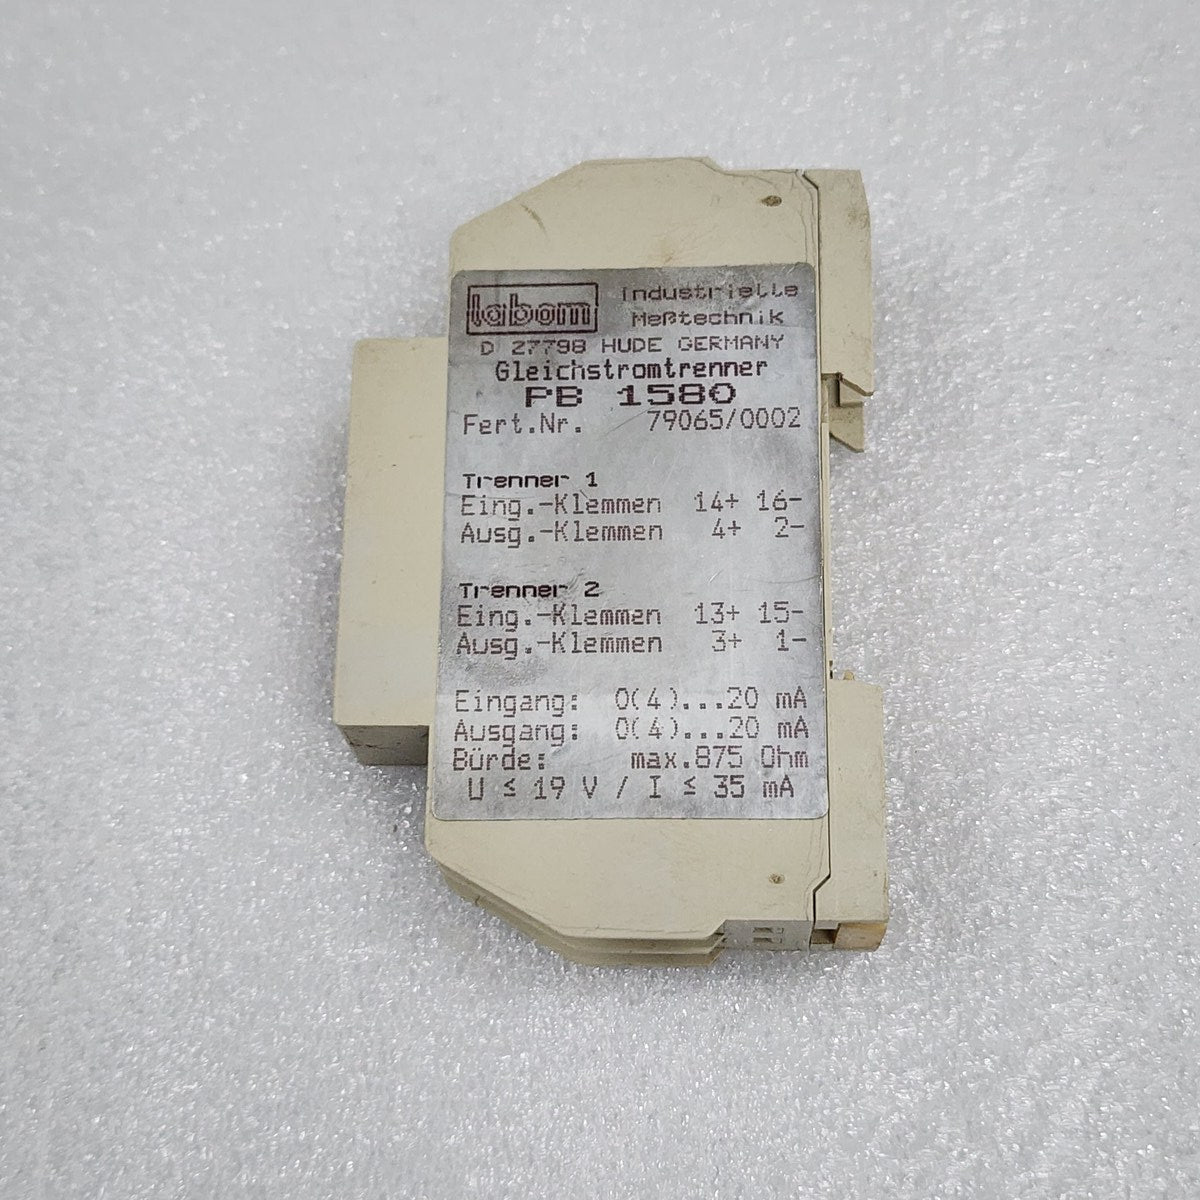 labom industrielle
Meßtechnik
D 27798 HUDE GERMANY
Gleichstromtrenner
PB 1580
Fert.Nr. 79065/0002
Trenner 1
Eing.-Klemmen 14+ 16-
Ausg.-Klemmen 4+ 2-
Trenner 2
Eing.-Klemmen 13+ 15-
Ausg.-Klemmen 3+ 1-
Eingang: 0(4)...20 mA
Ausgang: 0(4)...20 mA
Bürde: max.875 Ohm
U ≤ 19 V / I ≤ 35 mA